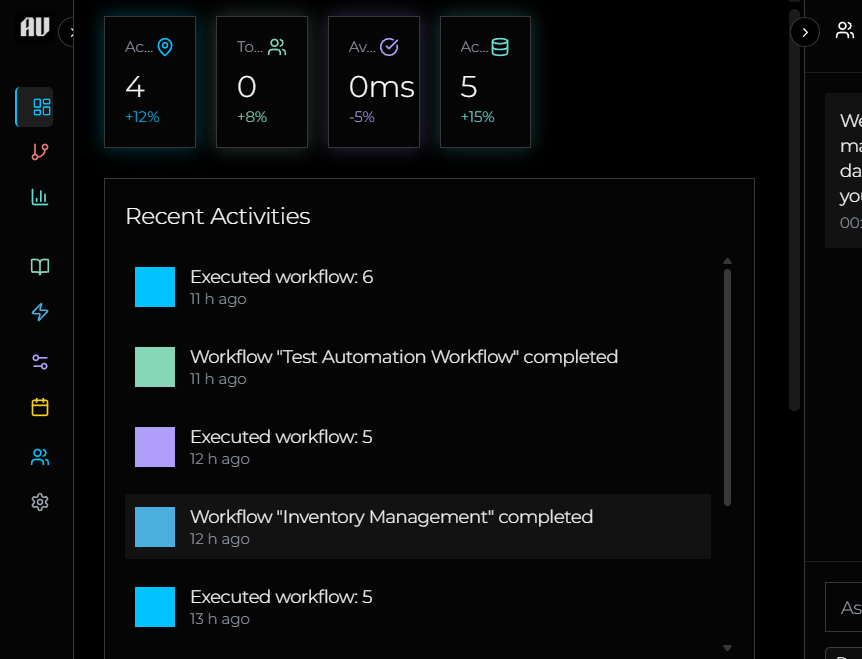 AU
Ac...
4
+12%
To...
0
+8%
Av...
0ms
-5%
Ac...
5
+15%
Recent Activities
Executed workflow: 6
11 h ago
Workflow "Test Automation Workflow" completed
11 h ago
Executed workflow: 5
12 h ago
Workflow "Inventory Management" completed
12 h ago
Executed workflow: 5
13 h ago
We
ma
da
you
00:
As